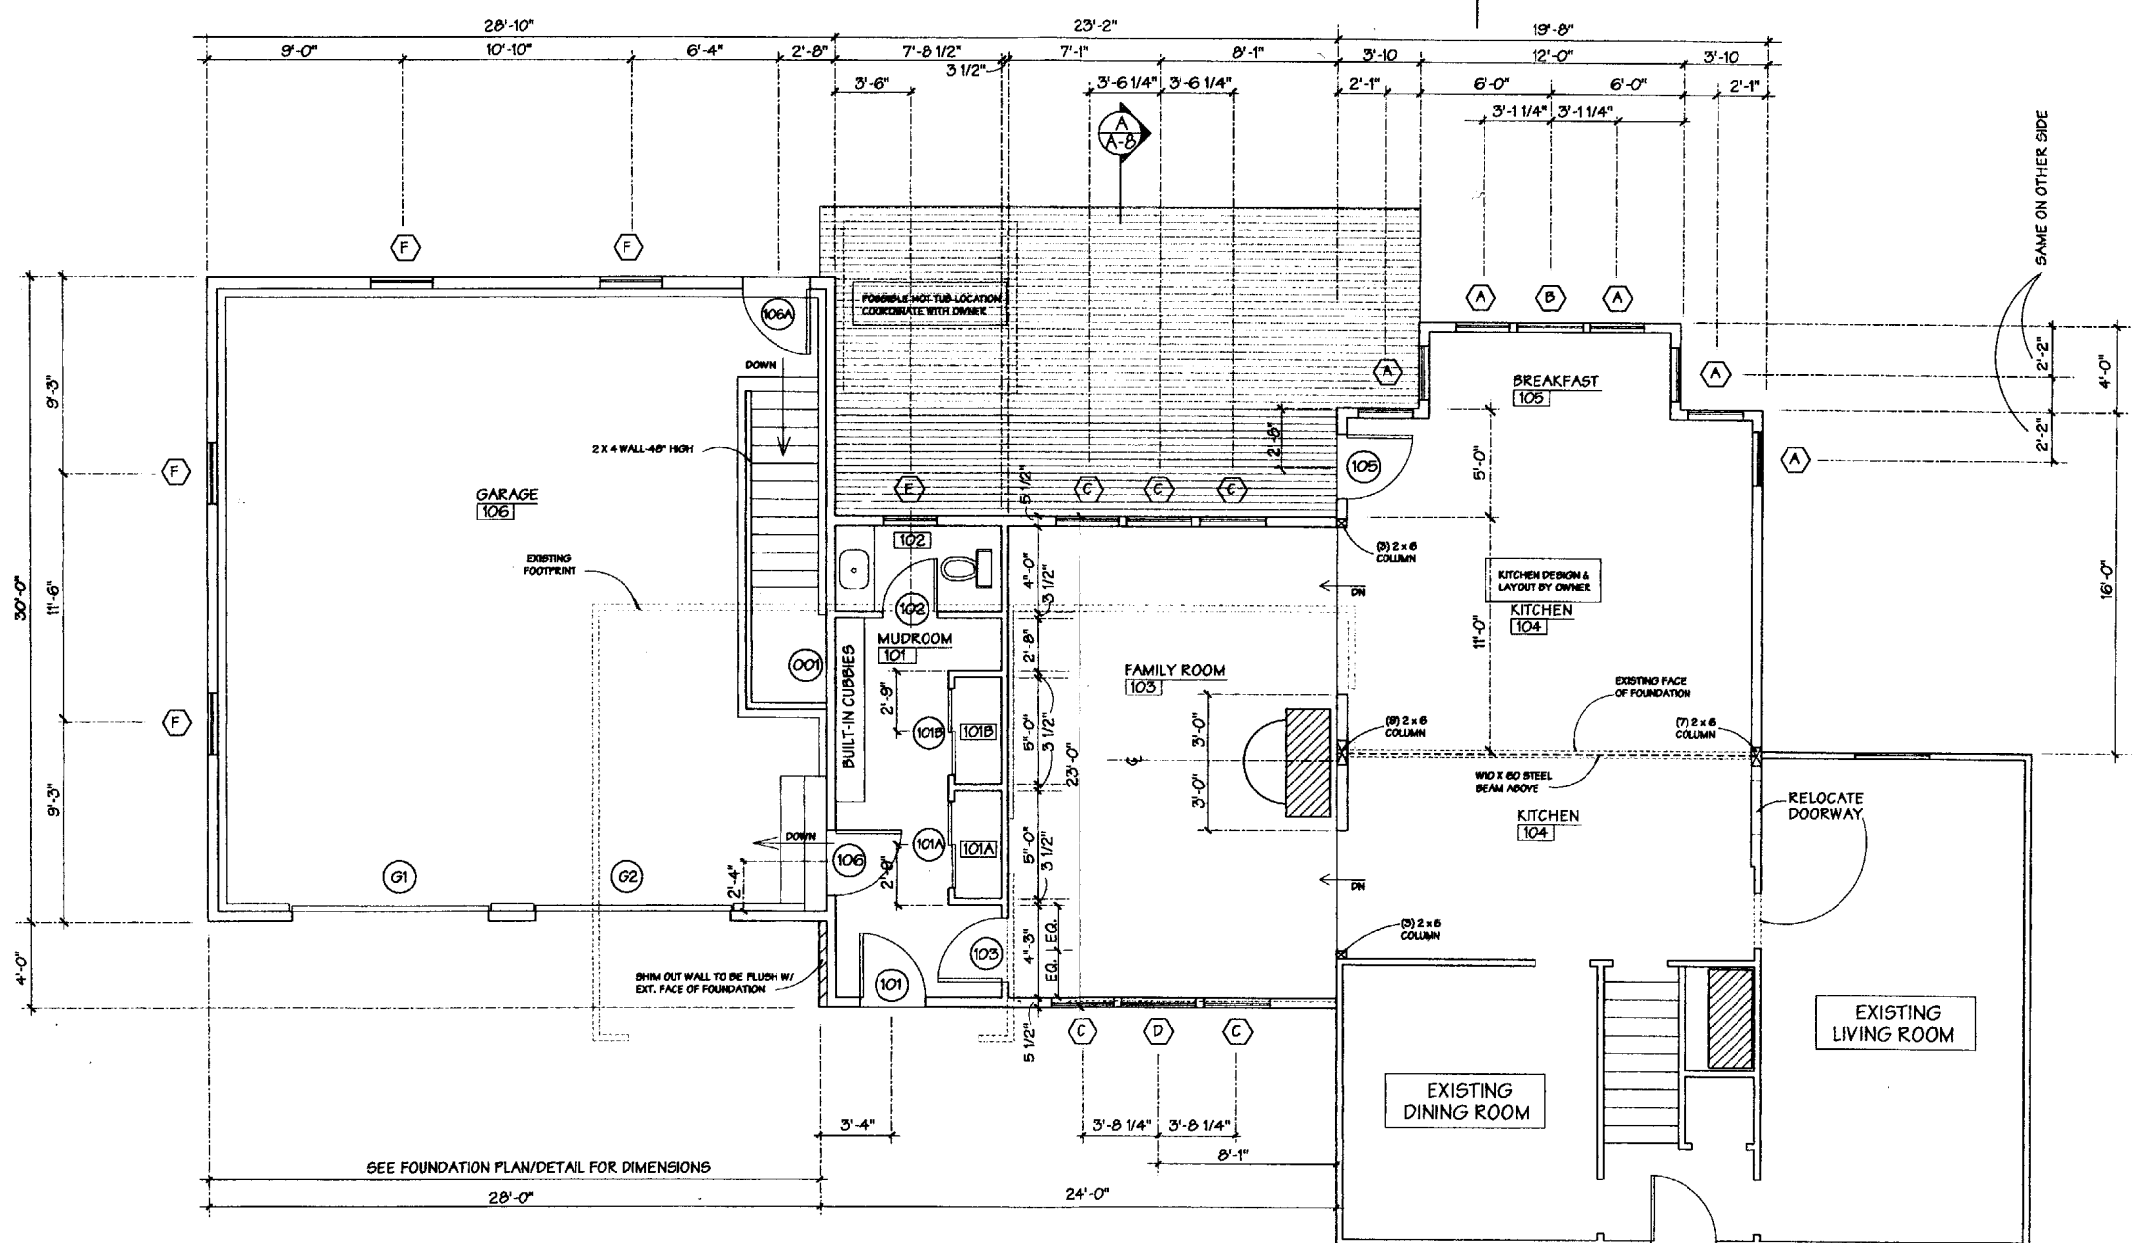 28'-10"
23'-2"
19'-8"
9'-0"
10'-10"
6'-4"
2'-8"
7'-8 1/2"
3 1/2"
7'-1"
8'-1"
3'-10
12'-0"
3'-10
3'-6"
3'-6 1/4"
3'-6 1/4"
2'-1"
6'-0"
6'-0"
2'-1"
3'-1 1/4"
3'-1 1/4"
A
A-8
SAME ON OTHER SIDE
F
F
POSSIBLE HOT TUB LOCATION
COORDINATE WITH OWNER
106A
A
B
A
DOWN
A
A
BREAKFAST
105
2'-2"
4'-0"
9'-3"
2 X 4 WALL-48" HIGH
2'-6"
105
5'-0"
2'-2"
F
A
GARAGE
106
5 1/2"
E
C
C
C
102
(3) 2 x 6
COLUMN
EXISTING
FOOTPRINT
4'-0"
3 1/2"
DN
KITCHEN DESIGN &
LAYOUT BY OWNER
KITCHEN
104
16'-0"
30'-0"
11'-6"
102
MUDROOM
101
2'-8"
11'-0"
001
BUILT-IN CUBBIES
FAMILY ROOM
103
EXISTING FACE
OF FOUNDATION
2'-9"
F
101B
101B
5'-0"
3 1/2"
23'-0"
3'-0"
(9) 2 x 6
COLUMN
(7) 2 x 6
COLUMN
W10 X 60 STEEL
BEAM ABOVE
9'-3"
3'-0"
RELOCATE
DOORWAY
KITCHEN
104
DOWN
106
101A
101A
5'-0"
3 1/2"
2'-9"
G1
G2
2'-4"
DN
(3) 2 x 6
COLUMN
4'-0"
4'-3"
EQ.
EQ.
103
SHIM OUT WALL TO BE FLUSH W/
EXT. FACE OF FOUNDATION
101
5 1/2"
C
D
C
EXISTING
LIVING ROOM
EXISTING
DINING ROOM
3'-4"
3'-8 1/4"
3'-8 1/4"
8'-1"
SEE FOUNDATION PLAN/DETAIL FOR DIMENSIONS
28'-0"
24'-0"